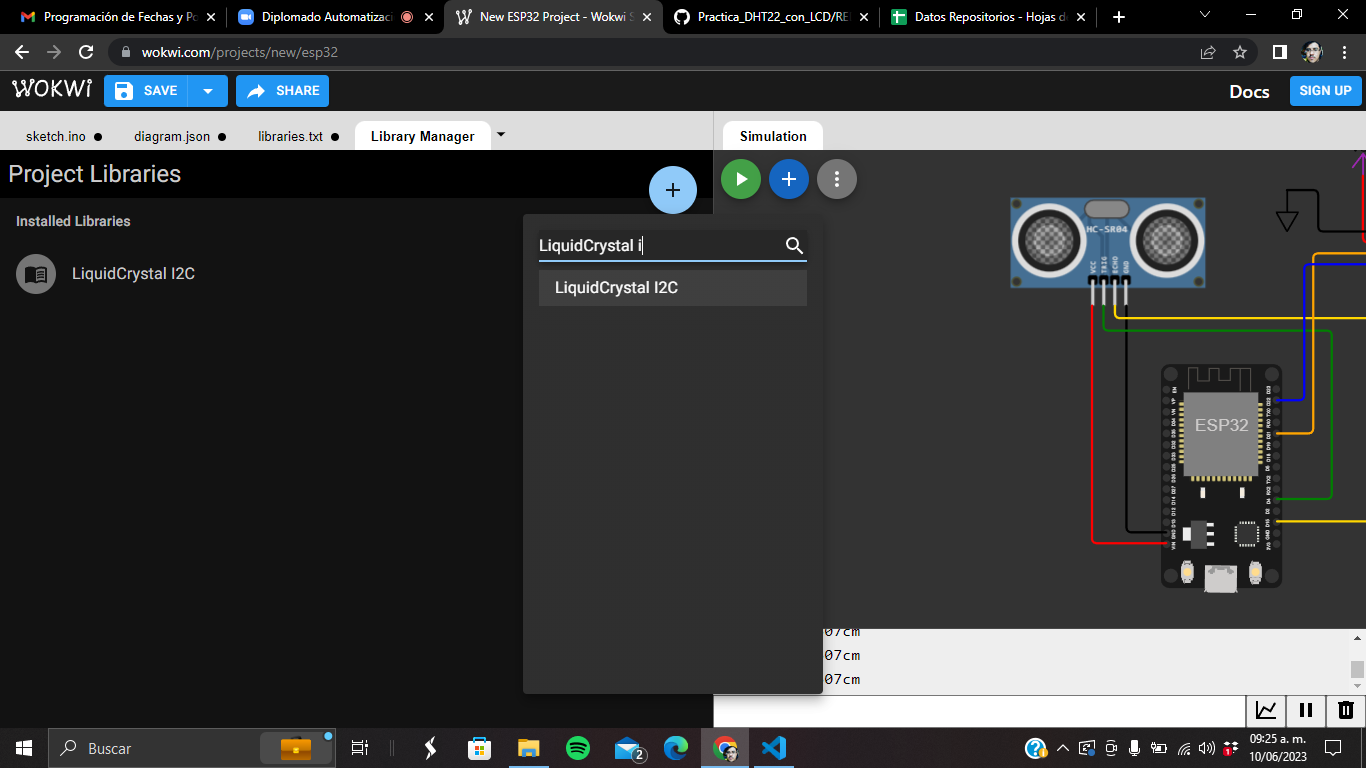 Programación de Fechas y Po
Diplomado Automatizaci
New ESP32 Project - Wokwi S
Practica_DHT22_con_LCD/RE
Datos Repositorios - Hojas d
wokwi.com/projects/new/esp32
WOKWI
SAVE
SHARE
Docs
SIGN UP
sketch.ino
diagram.json
libraries.txt
Library Manager
Simulation
Project Libraries
Installed Libraries
LiquidCrystal I2C
LiquidCrystal i
LiquidCrystal I2C
HC-SR04
VCC
TRIG
ECHO
GND
ESP32
07cm
07cm
07cm
Buscar
2
1
09:25 a. m.
10/06/2023